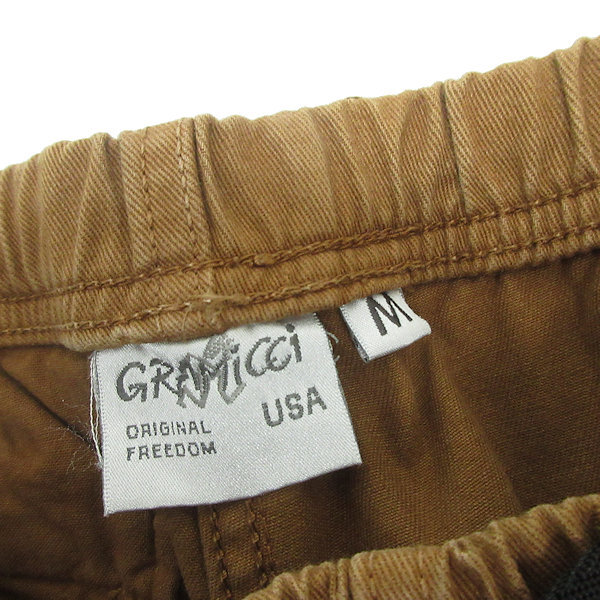 GRAMiCCi
ORIGINAL
FREEDOM
USA
M